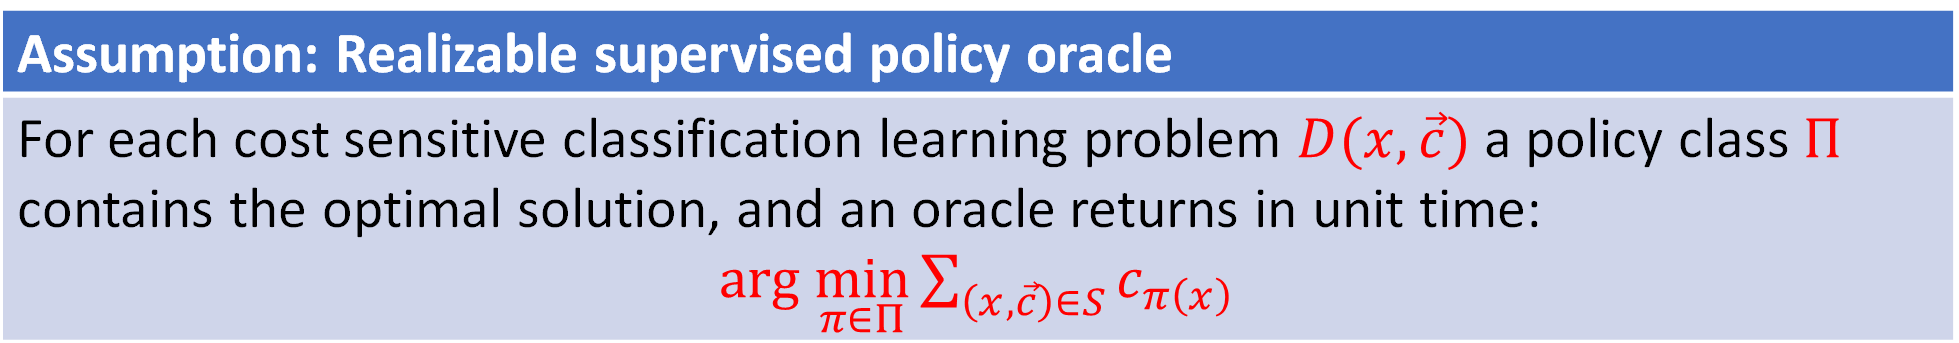 Assumption: Realizable supervised policy oracle
For each cost sensitive classification learning problem D(x, c⃗) a policy class Π
contains the optimal solution, and an oracle returns in unit time:
arg min_{π∈Π} ∑_{(x,c⃗)∈S} c_{π(x)}